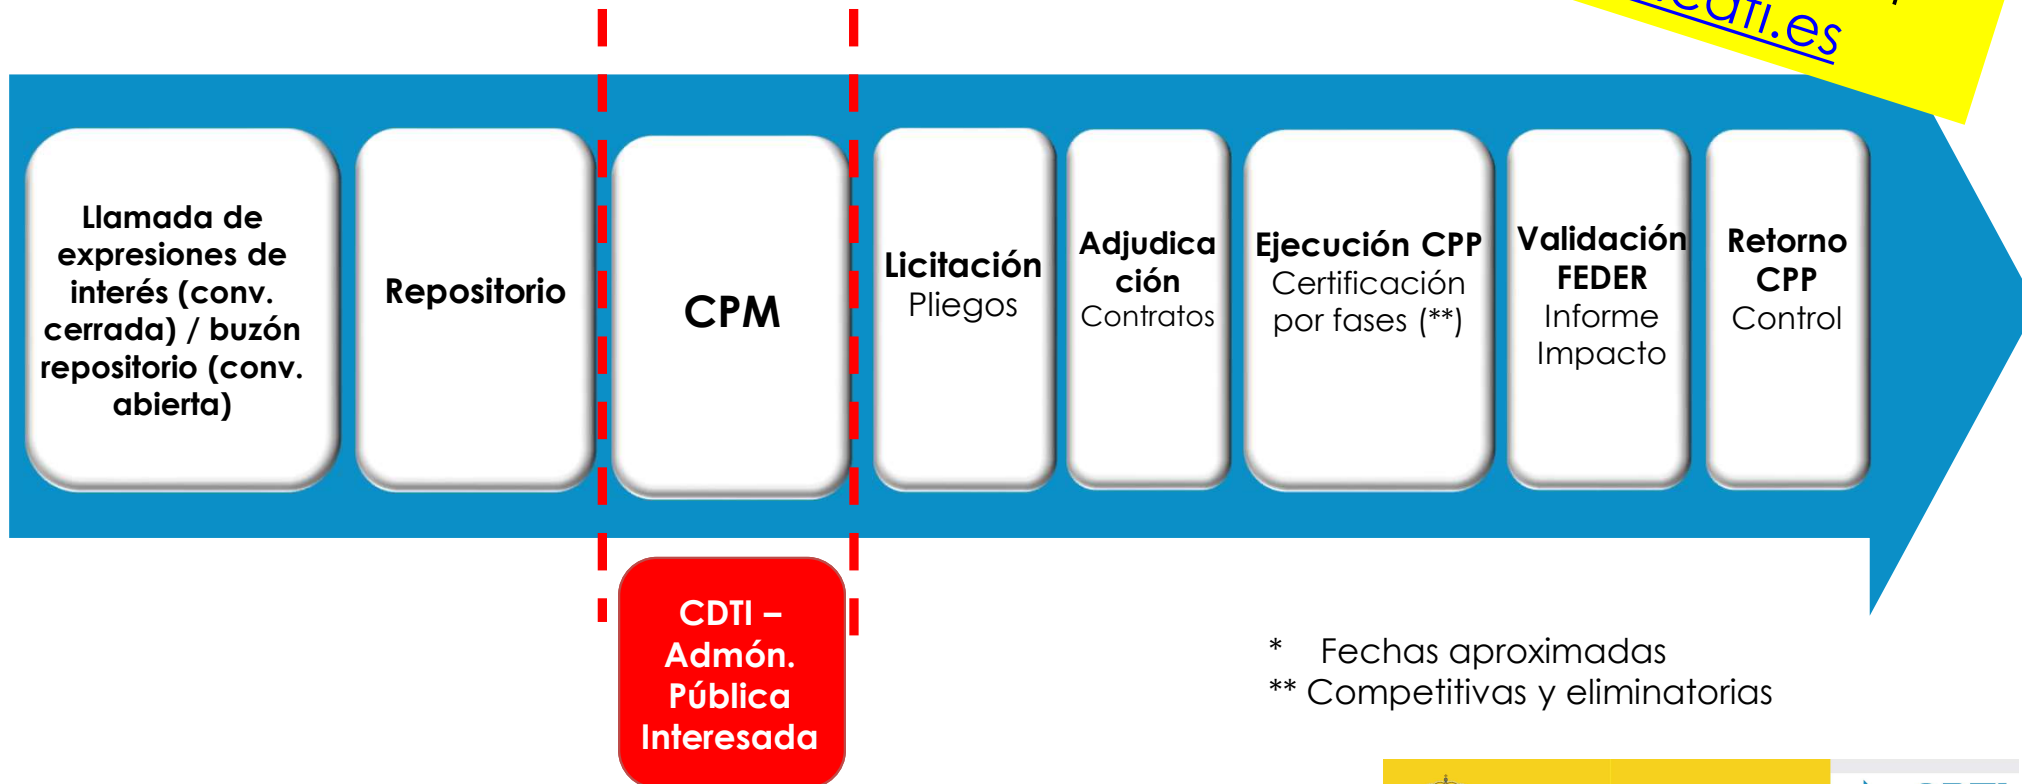 Llamada de
expresiones de
interés (conv.
cerrada) / buzón
repositorio (conv.
abierta)
Repositorio
CPM
Licitación
Pliegos
Adjudica
ción
Contratos
Ejecución CPP
Certificación
por fases (**)
Validación
FEDER
Informe
Impacto
Retorno
CPP
Control
CDTI –
Admón.
Pública
Interesada
* Fechas aproximadas
** Competitivas y eliminatorias